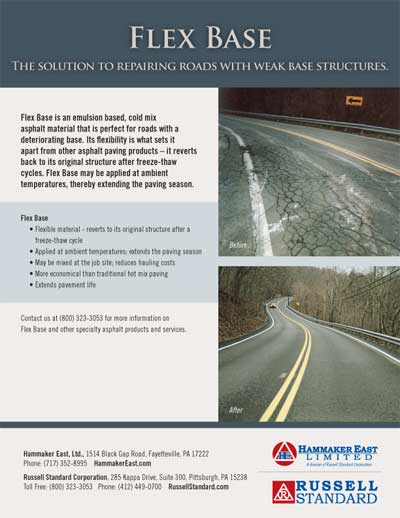 FLEX BASE
THE SOLUTION TO REPAIRING ROADS WITH WEAK BASE STRUCTURES.
Flex Base is an emulsion based, cold mix
asphalt material that is perfect for roads with a
deteriorating base. Its flexibility is what sets it
apart from other asphalt paving products – it reverts
back to its original structure after freeze-thaw
cycles. Flex Base may be applied at ambient
temperatures, thereby extending the paving season.
Before
Flex Base
• Flexible material - reverts to its original structure after a
freeze-thaw cycle
• Applied at ambient temperatures; extends the paving season
• May be mixed at the job site; reduces hauling costs
• More economical than traditional hot mix paving
• Extends pavement life
Contact us at (800) 323-3053 for more information on
Flex Base and other specialty asphalt products and services.
After
Hammaker East, Ltd., 1514 Black Gap Road, Fayetteville, PA 17222
Phone: (717) 352-8995 HammakerEast.com
Russell Standard Corporation, 285 Kappa Drive, Suite 300, Pittsburgh, PA 15238
Toll Free: (800) 323-3053 Phone: (412) 449-0700 RussellStandard.com
HAMMAKER EAST
LIMITED
A division of Russell Standard Corporation
RUSSELL
STANDARD